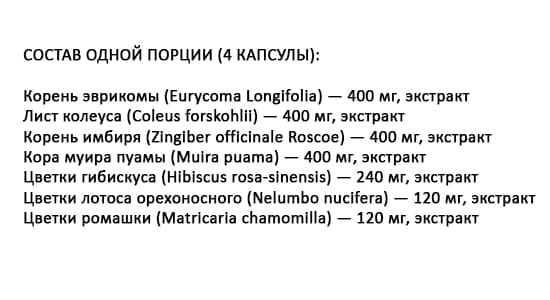 СОСТАВ ОДНОЙ ПОРЦИИ (4 КАПСУЛЫ):
Корень эврикомы (Eurycoma Longifolia) — 400 мг, экстракт
Лист колеуса (Coleus forskohlii) — 400 мг, экстракт
Корень имбиря (Zingiber officinale Roscoe) — 400 мг, экстракт
Кора муира пуамы (Muira puama) — 400 мг, экстракт
Цветки гибискуса (Hibiscus rosa-sinensis) — 240 мг, экстракт
Цветки лотоса орехоносного (Nelumbo nucifera) — 120 мг, экстракт
Цветки ромашки (Matricaria chamomilla) — 120 мг, экстракт